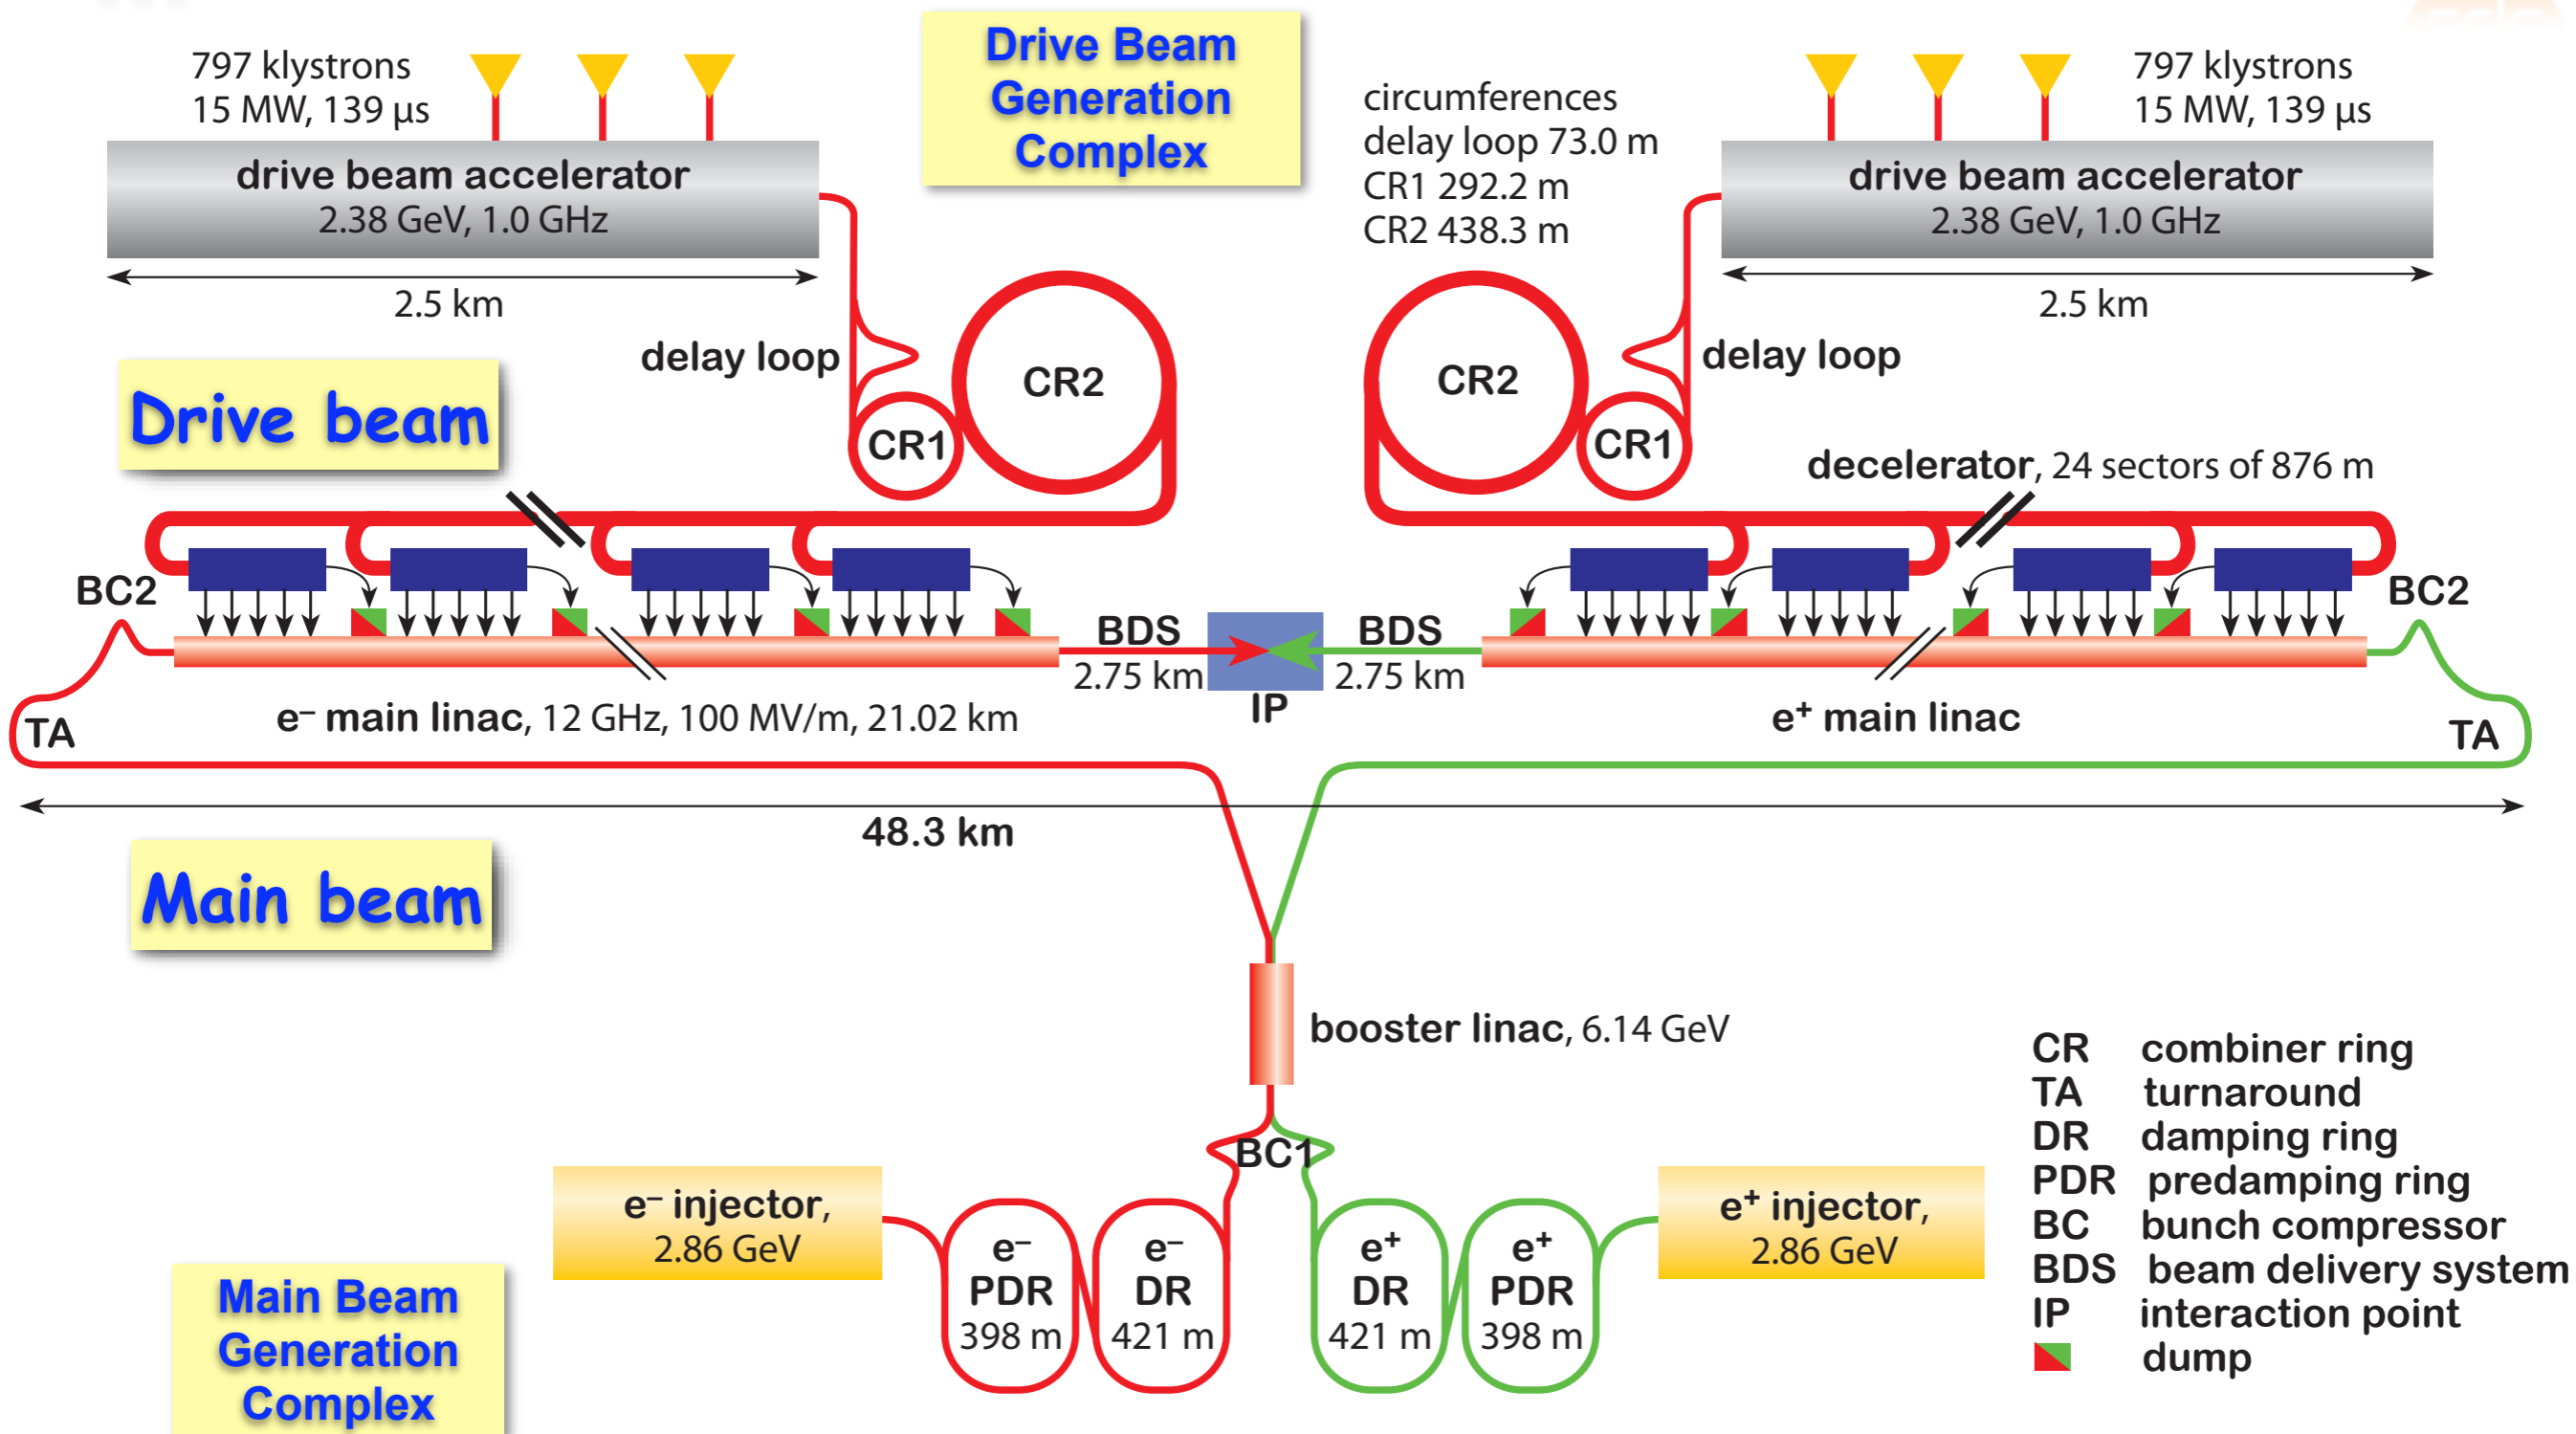 Drive Beam
Generation
Complex
797 klystrons
15 MW, 139 µs
drive beam accelerator
2.38 GeV, 1.0 GHz
2.5 km
circumferences
delay loop 73.0 m
CR1 292.2 m
CR2 438.3 m
797 klystrons
15 MW, 139 µs
drive beam accelerator
2.38 GeV, 1.0 GHz
2.5 km
delay loop
CR2
CR1
CR2
CR1
delay loop
Drive beam
decelerator, 24 sectors of 876 m
BC2
BC2
BDS
2.75 km
IP
BDS
2.75 km
TA
e– main linac, 12 GHz, 100 MV/m, 21.02 km
e+ main linac
TA
48.3 km
Main beam
booster linac, 6.14 GeV
BC1
e– injector,
2.86 GeV
e–
PDR
398 m
e–
DR
421 m
e+
DR
421 m
e+
PDR
398 m
e+ injector,
2.86 GeV
Main Beam
Generation
Complex
CR combiner ring
TA turnaround
DR damping ring
PDR predamping ring
BC bunch compressor
BDS beam delivery system
IP interaction point
dump